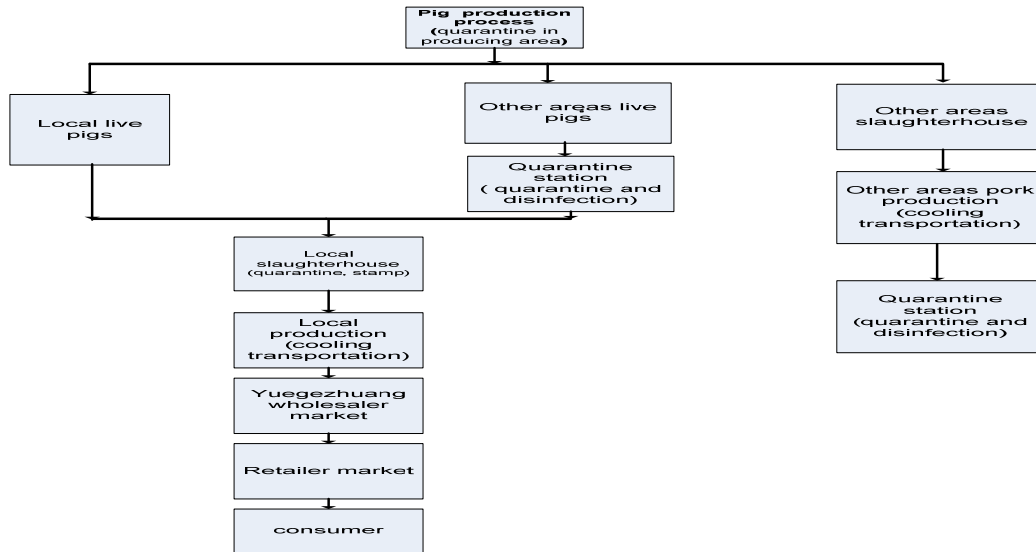 Pig production
process
(quarantine in
producing area)
Local live
pigs
Other areas live
pigs
Quarantine
station
( quarantine and
disinfection)
Other areas
slaughterhouse
Other areas pork
production
(cooling
transportation)
Quarantine
station
(quarantine and
disinfection)
Local
slaughterhouse
(quarantine, stamp)
Local
production
(cooling
transportation)
Yuegezhuang
wholesaler
market
Retailer market
consumer